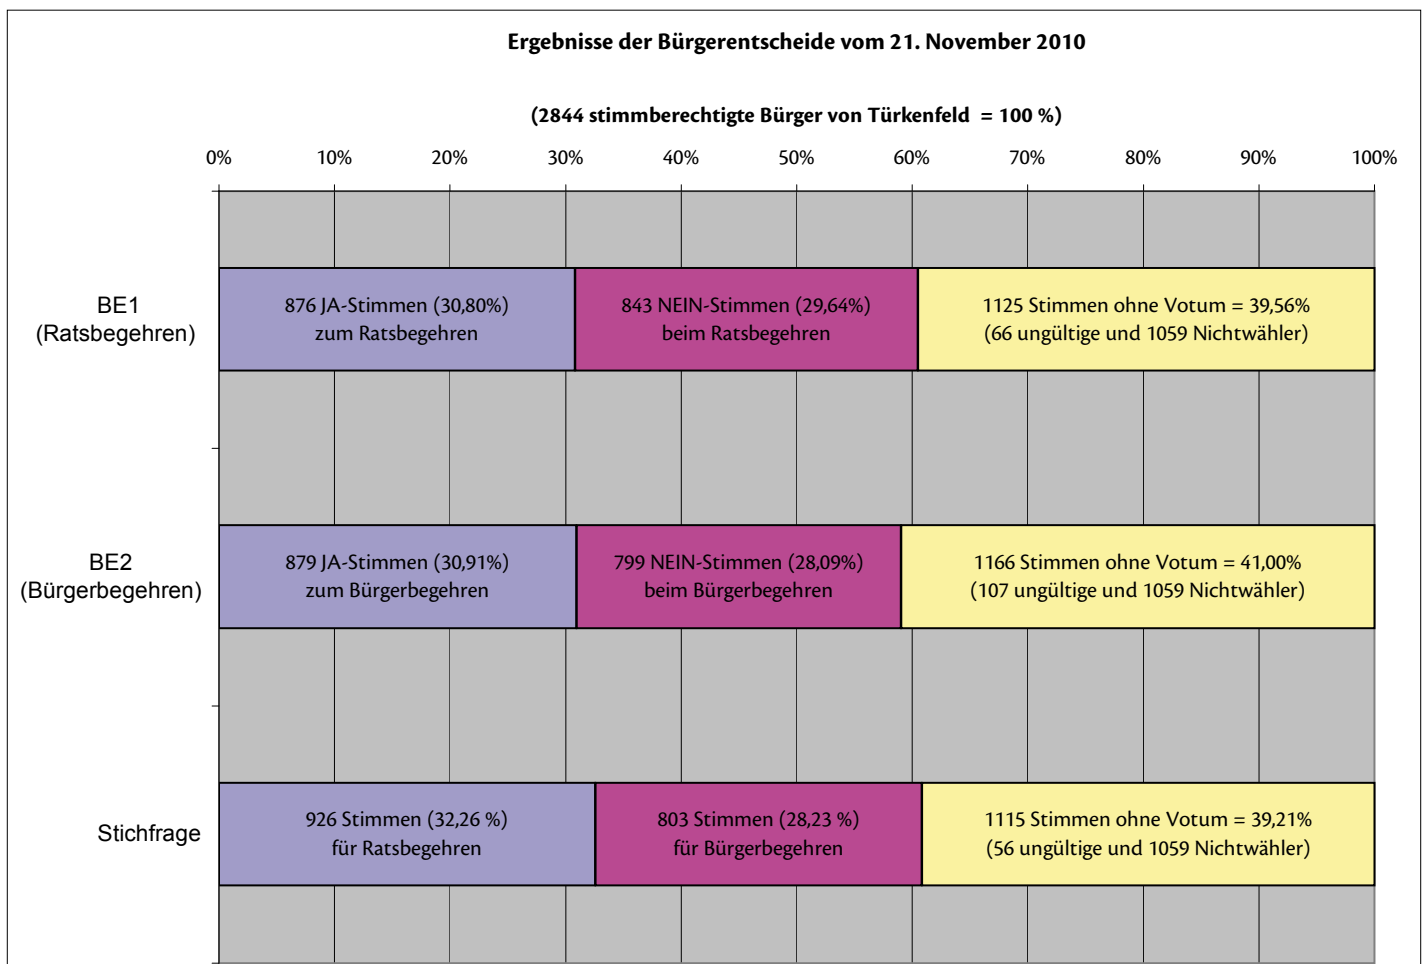 Ergebnisse der Bürgerentscheide vom 21. November 2010
(2844 stimmberechtigte Bürger von Türkenfeld = 100 %)
0% 10% 20% 30% 40% 50% 60% 70% 80% 90% 100%
BE1
(Ratsbegehren)
876 JA-Stimmen (30,80%)
zum Ratsbegehren
843 NEIN-Stimmen (29,64%)
beim Ratsbegehren
1125 Stimmen ohne Votum = 39,56%
(66 ungültige und 1059 Nichtwähler)
BE2
(Bürgerbegehren)
879 JA-Stimmen (30,91%)
zum Bürgerbegehren
799 NEIN-Stimmen (28,09%)
beim Bürgerbegehren
1166 Stimmen ohne Votum = 41,00%
(107 ungültige und 1059 Nichtwähler)
Stichfrage
926 Stimmen (32,26 %)
für Ratsbegehren
803 Stimmen (28,23 %)
für Bürgerbegehren
1115 Stimmen ohne Votum = 39,21%
(56 ungültige und 1059 Nichtwähler)